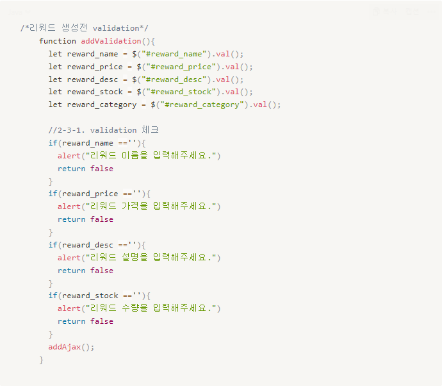 /*리워드 생성전 validation*/
function addValidation(){
let reward_name = $("#reward_name").val();
let reward_price = $("#reward_price").val();
let reward_desc = $("#reward_desc").val();
let reward_stock = $("#reward_stock").val();
let reward_category = $("#reward_category").val();
//2-3-1. validation 체크
if(reward_name ==''){
alert("리워드 이름을 입력해주세요.")
return false
}
if(reward_price ==''){
alert("리워드 가격을 입력해주세요.")
return false
}
if(reward_desc ==''){
alert("리워드 설명을 입력해주세요.")
return false
}
if(reward_stock ==''){
alert("리워드 수량을 입력해주세요.")
return false
}
addAjax();
}